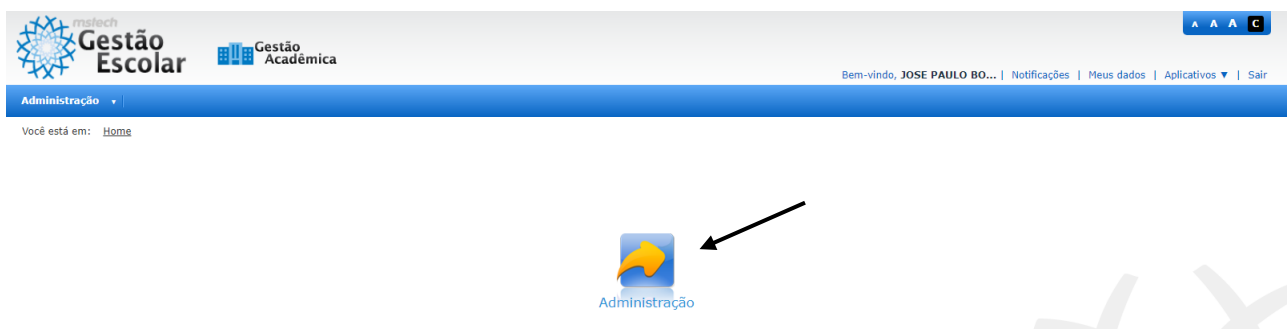 mstech
Gestão
Escolar
Gestão
Acadêmica
A A A C
Bem-vindo, JOSE PAULO BO... | Notificações | Meus dados | Aplicativos ▼ | Sair
Administração ▼
Você está em: Home
Administração